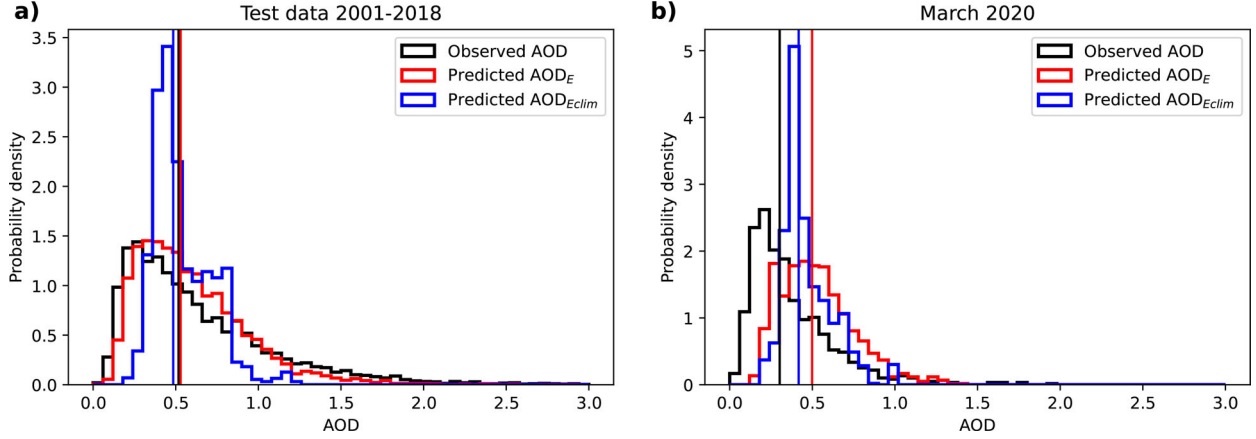 a)
Test data 2001-2018
Observed AOD
Predicted AOD_E
Predicted AOD_Eclim
Probability density
3.5
3.0
2.5
2.0
1.5
1.0
0.5
0.0
0.0 0.5 1.0 1.5 2.0 2.5 3.0
AOD
b)
March 2020
Observed AOD
Predicted AOD_E
Predicted AOD_Eclim
Probability density
5
4
3
2
1
0
0.0 0.5 1.0 1.5 2.0 2.5 3.0
AOD